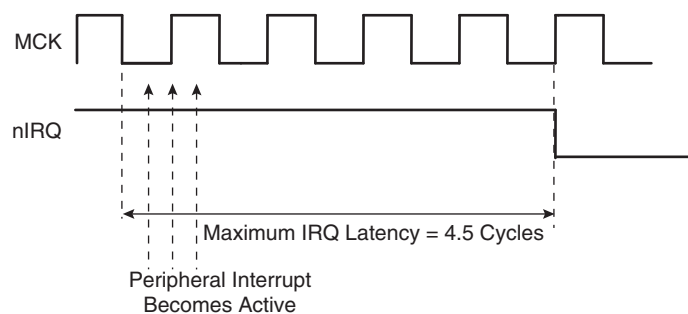 MCK
nIRQ
Maximum IRQ Latency = 4.5 Cycles
Peripheral Interrupt
Becomes Active